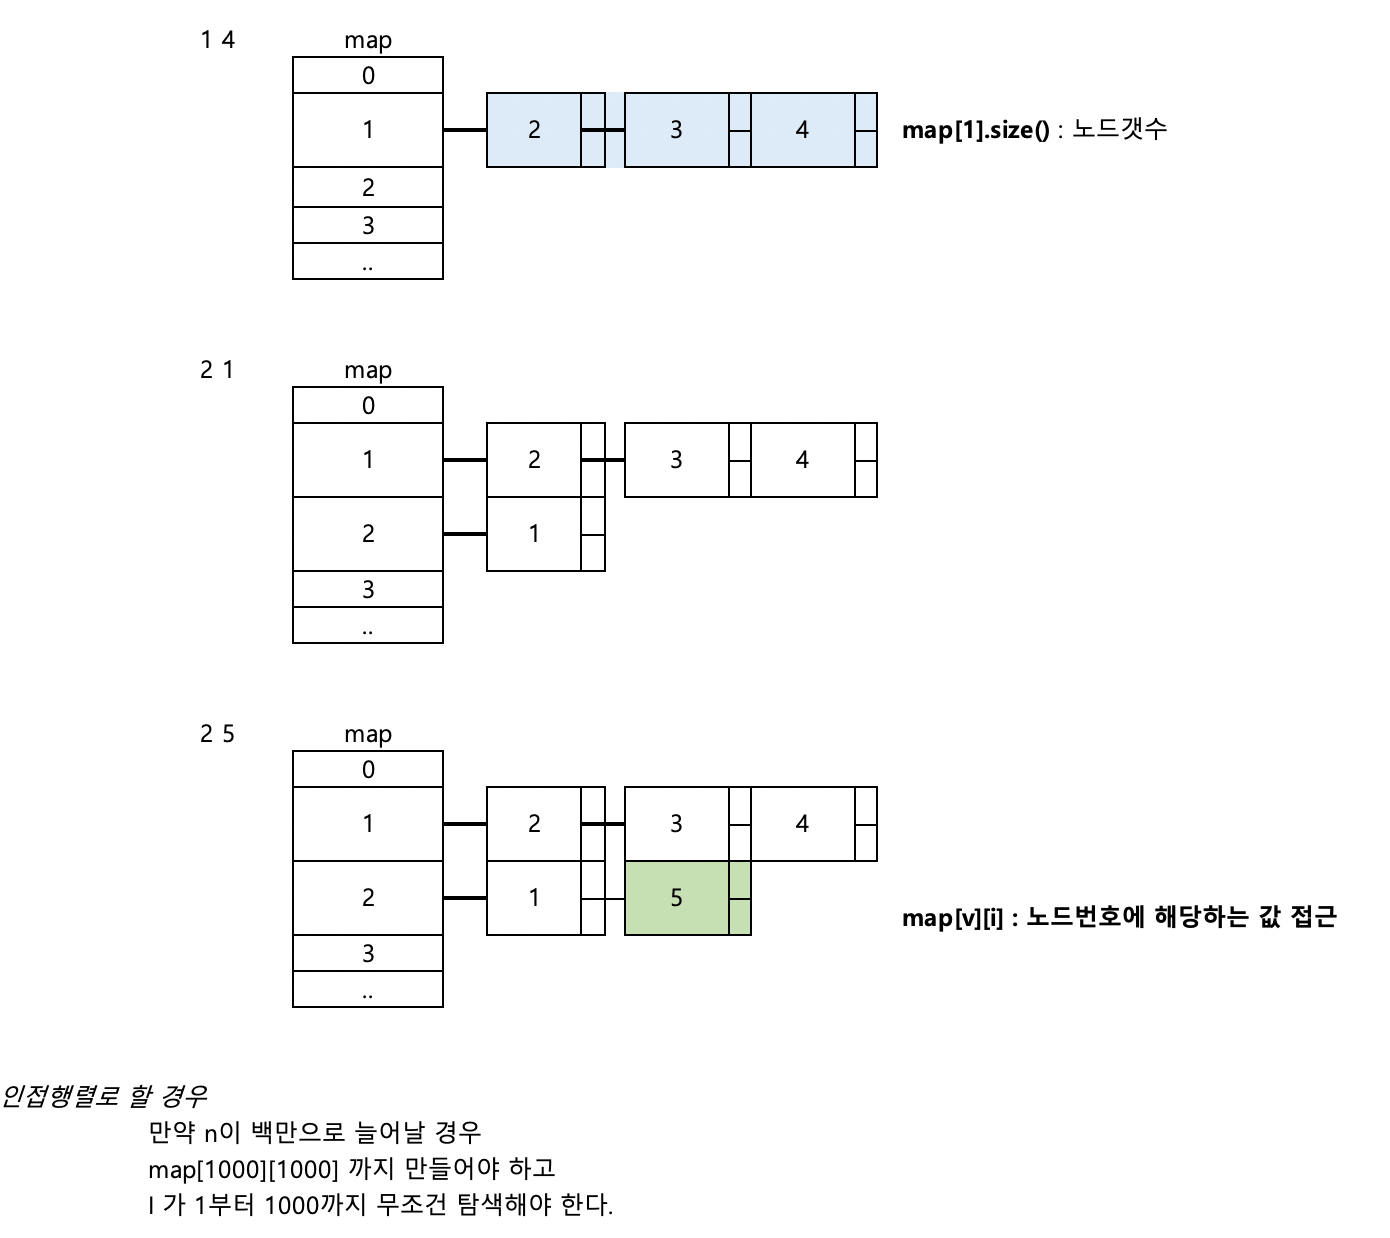 1 4 map
0
1 2 3 4 map[1].size() : 노드갯수
2
3
..
2 1 map
0
1 2 3 4
2 1
3
..
2 5 map
0
1 2 3 4
2 1 5 map[v][i] : 노드번호에 해당하는 값 접근
3
..
인접행렬로 할 경우
만약 n이 백만으로 늘어날 경우
map[1000][1000] 까지 만들어야 하고
I 가 1부터 1000까지 무조건 탐색해야 한다.